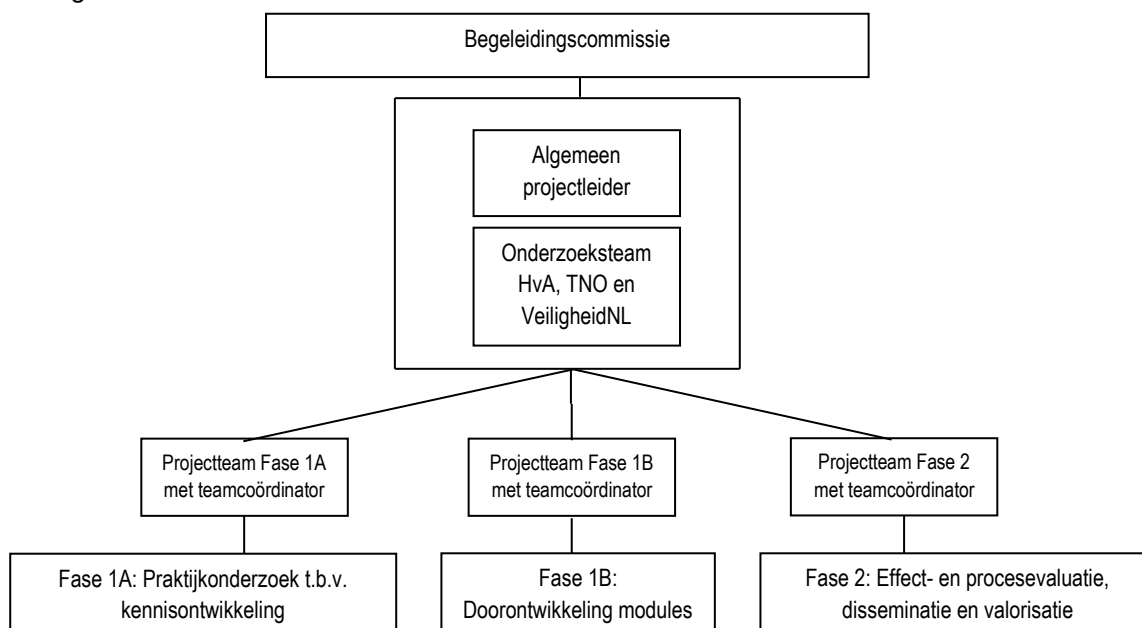 Begeleidingscommissie
Algemeen
projectleider
Onderzoeksteam
HvA, TNO en
VeiligheidNL
Projectteam Fase 1A
met teamcoördinator
Projectteam Fase 1B
met teamcoördinator
Projectteam Fase 2
met teamcoördinator
Fase 1A: Praktijkonderzoek t.b.v.
kennisontwikkeling
Fase 1B:
Doorontwikkeling modules
Fase 2: Effect- en procesevaluatie,
disseminatie en valorisatie